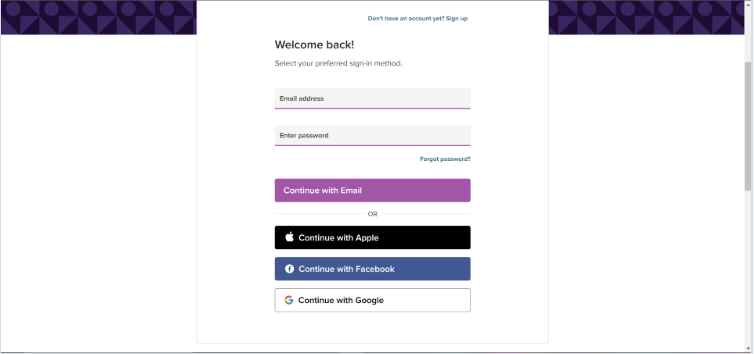 Don't have an account yet? Sign up
Welcome back!
Select your preferred sign-in method.
Email address
Enter password
Forgot password?
Continue with Email
OR
Continue with Apple
Continue with Facebook
Continue with Google